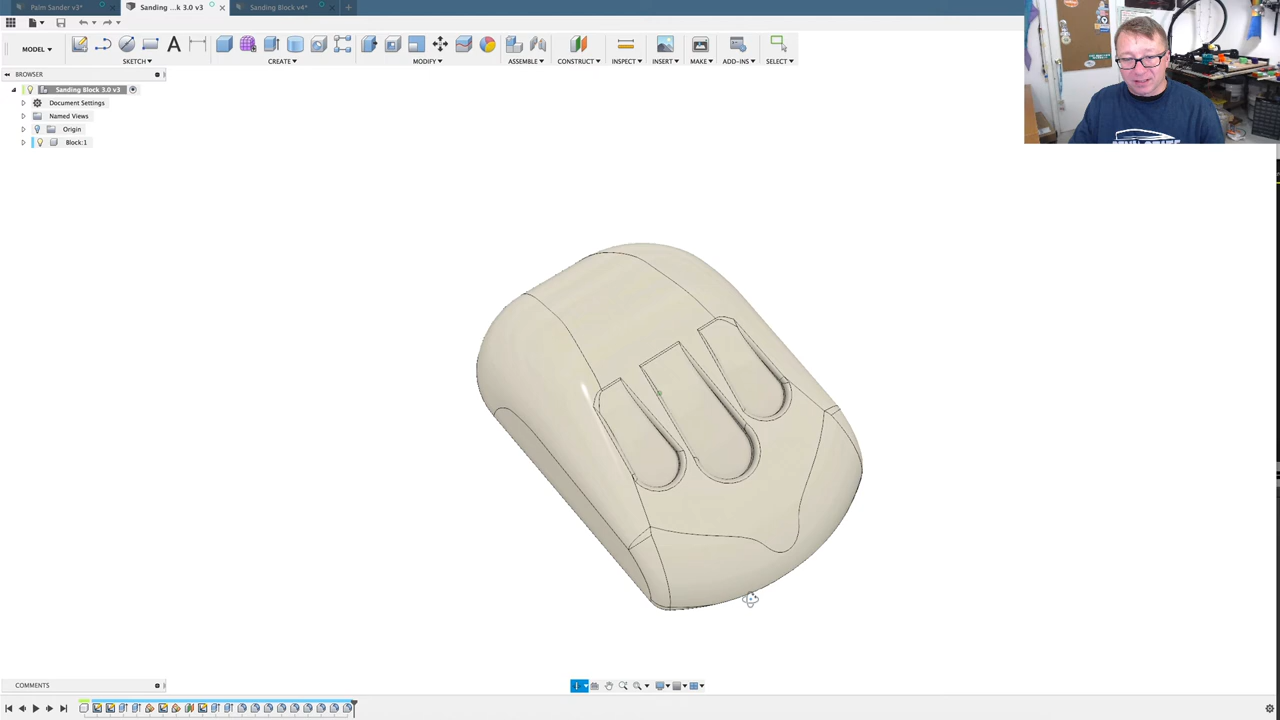 Palm Sander v3*
Sanding ...k 3.0 v3
Sanding Block v4*
MODEL
SKETCH
CREATE
MODIFY
ASSEMBLE
CONSTRUCT
INSPECT
INSERT
MAKE
ADD-INS
SELECT
BROWSER
Sanding Block 3.0 v3
Document Settings
Named Views
Origin
Block:1
COMMENTS